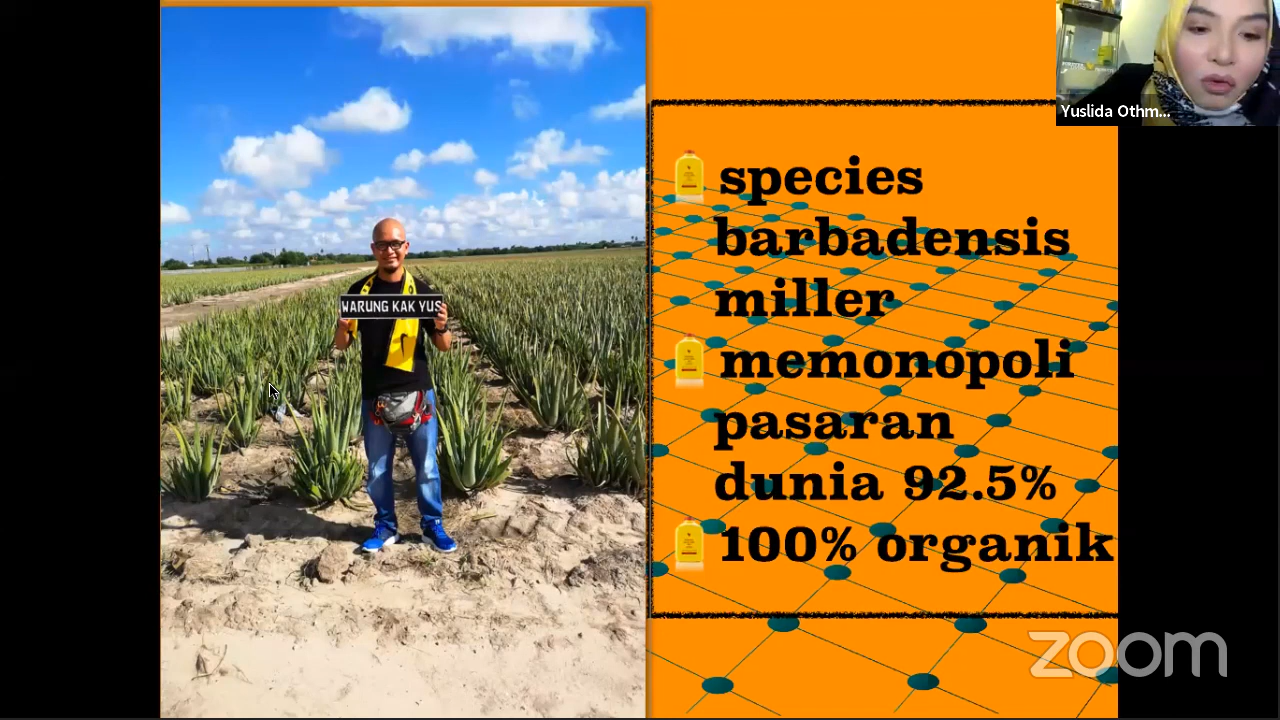 Yuslida Othm...
WARUNG KAK YUS
species
barbadensis
miller
memonopoli
pasaran
dunia 92.5%
100% organik
zoom